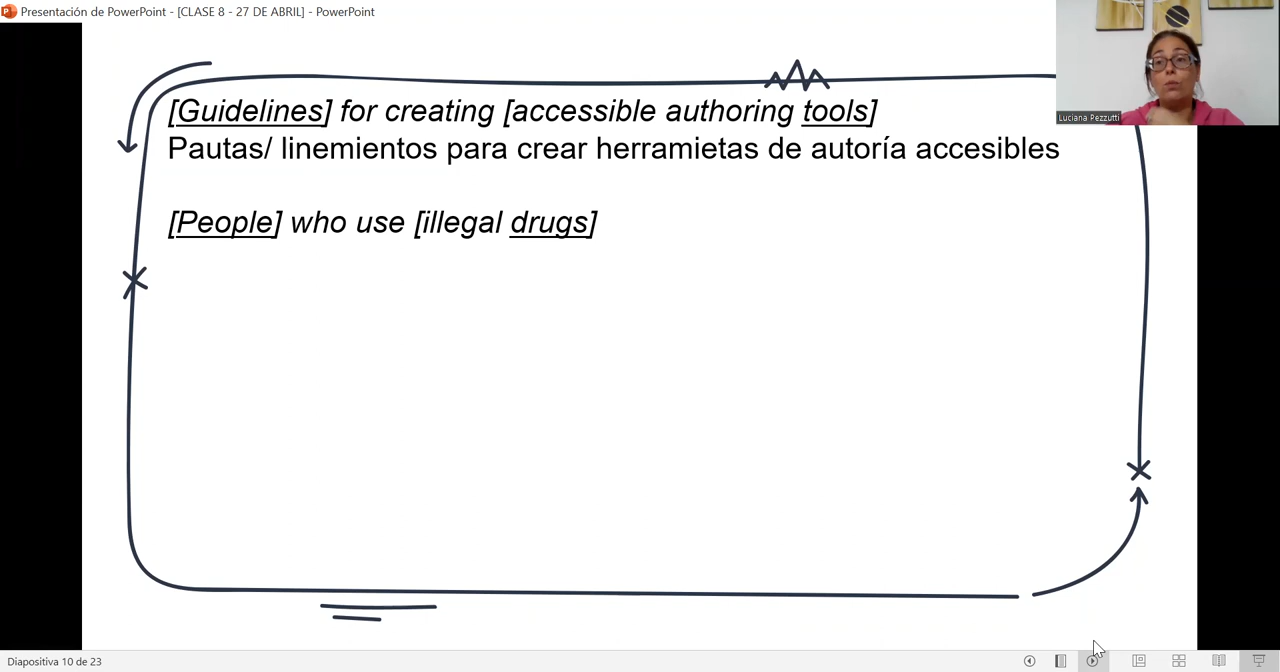 Presentación de PowerPoint - [CLASE 8 - 27 DE ABRIL] - PowerPoint
[Guidelines] for creating [accessible authoring tools]
Pautas/ linemientos para crear herramietas de autoría accesibles
[People] who use [illegal drugs]
Luciana Pezzutti
Diapositiva 10 de 23